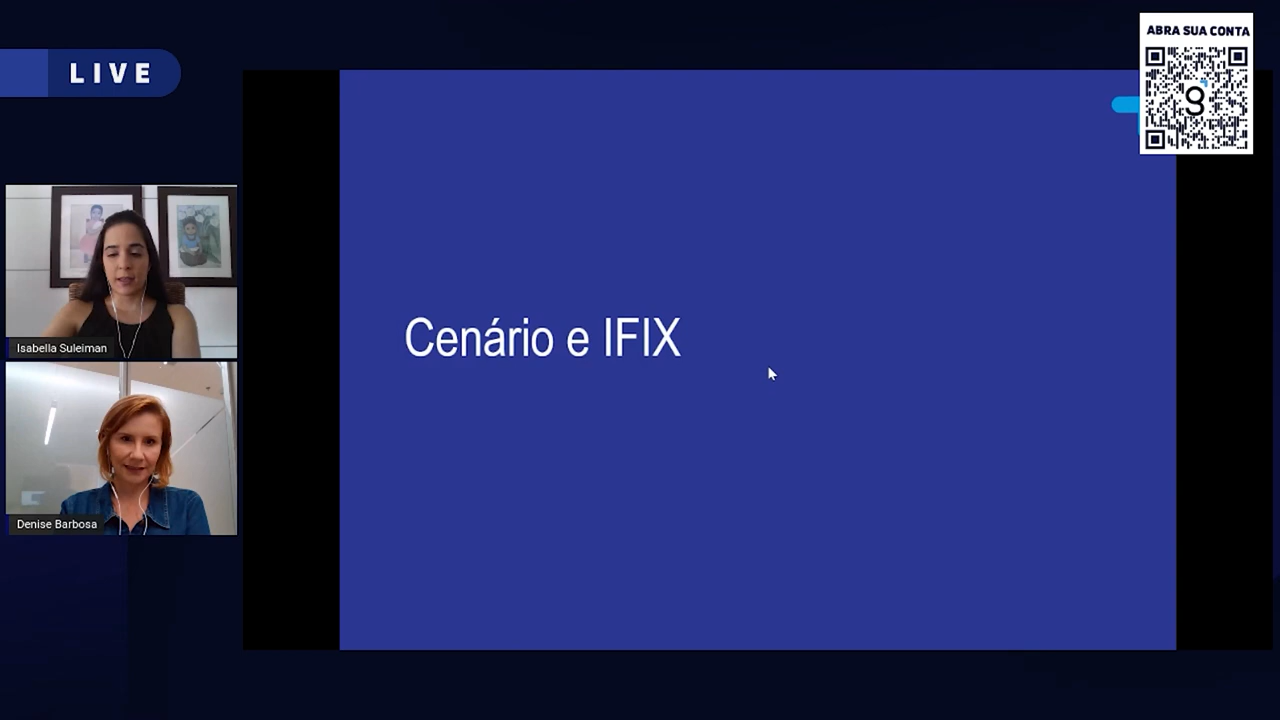 ABRA SUA CONTA
LIVE
Cenário e IFIX
Isabella Suleiman
Denise Barbosa